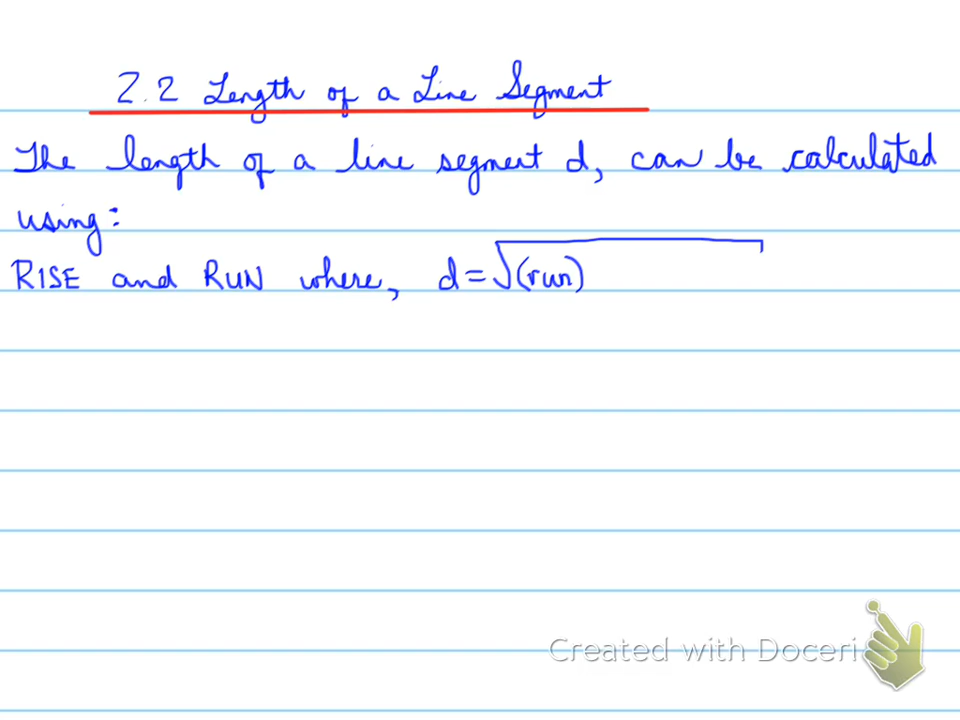 2.2 Length of a Line Segment
The length of a line segment d, can be calculated
using:
RISE and RUN where, d=√(run)
Created with Doceri